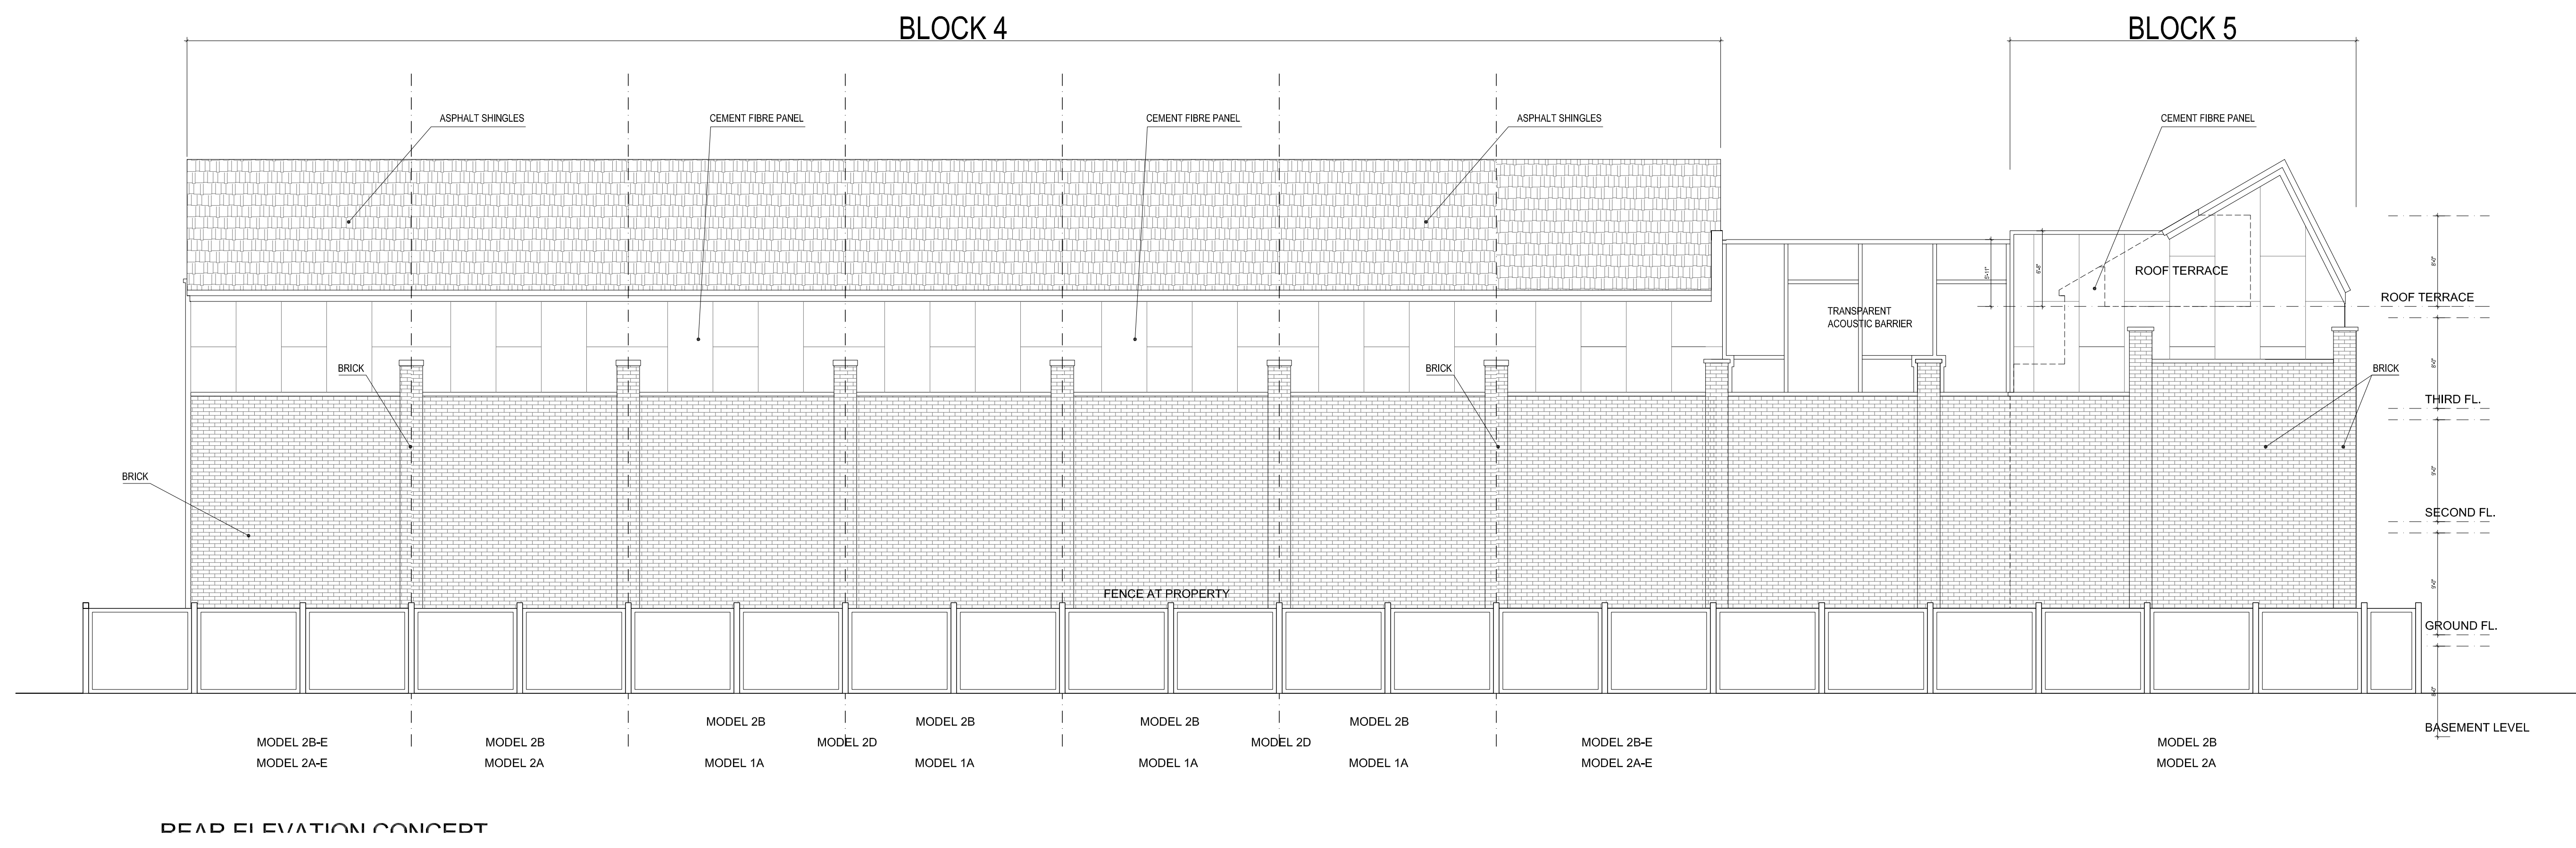 BLOCK 4
BLOCK 5
ASPHALT SHINGLES
CEMENT FIBRE PANEL
CEMENT FIBRE PANEL
ASPHALT SHINGLES
CEMENT FIBRE PANEL
ROOF TERRACE
ROOF TERRACE
TRANSPARENT
ACOUSTIC BARRIER
BRICK
BRICK
BRICK
THIRD FL.
BRICK
SECOND FL.
FENCE AT PROPERTY
GROUND FL.
MODEL 2B
MODEL 2B
MODEL 2B
MODEL 2B
BASEMENT LEVEL
MODEL 2B-E
MODEL 2B
MODEL 2D
MODEL 2D
MODEL 2B-E
MODEL 2B
MODEL 2A-E
MODEL 2A
MODEL 1A
MODEL 1A
MODEL 1A
MODEL 1A
MODEL 2A-E
MODEL 2A
REAR ELEVATION CONCEPT